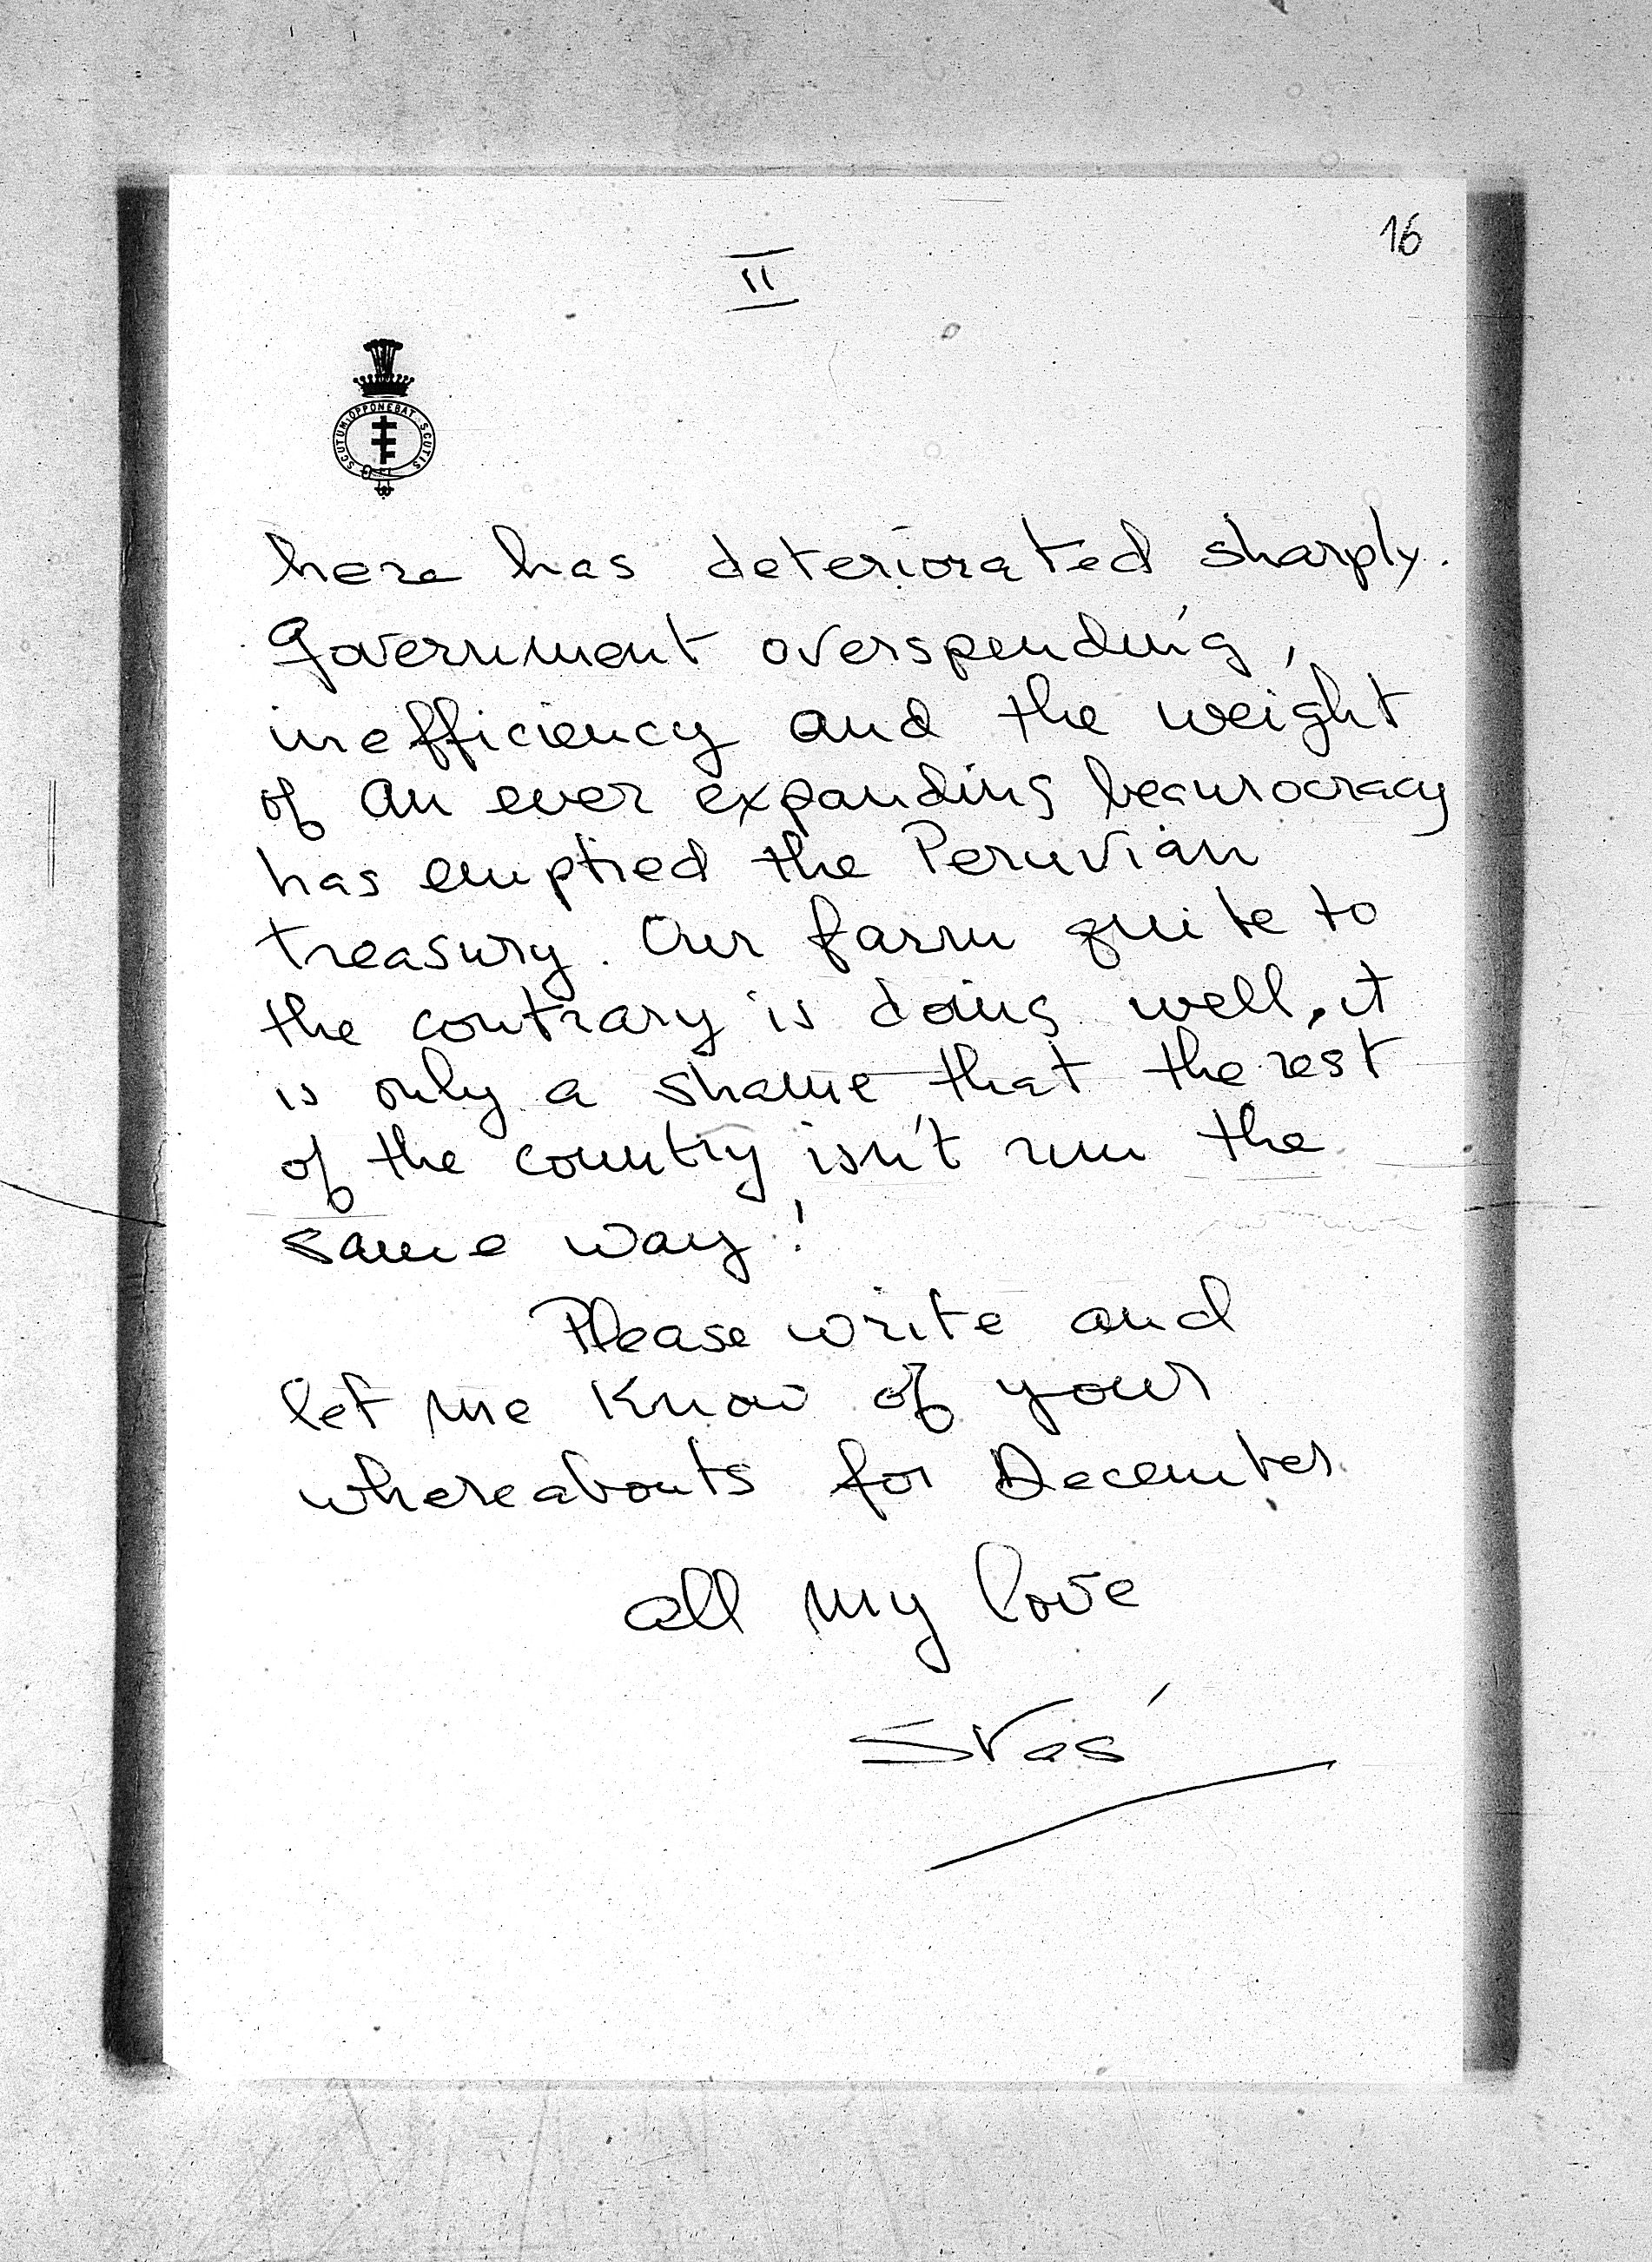 16
II
SCUTUM OPPONEBAT SCUTIS
here has deteriorated sharply.
Government overspending,
inefficiency and the weight
of an ever expanding beaurocracy
has emptied the Peruvian
treasury. Our farm quite to
the contrary is doing well, it
is only a shame that the rest
of the country isn't run the
same way!
Please write and
let me know of your
whereabouts for December.
all my love
Staś